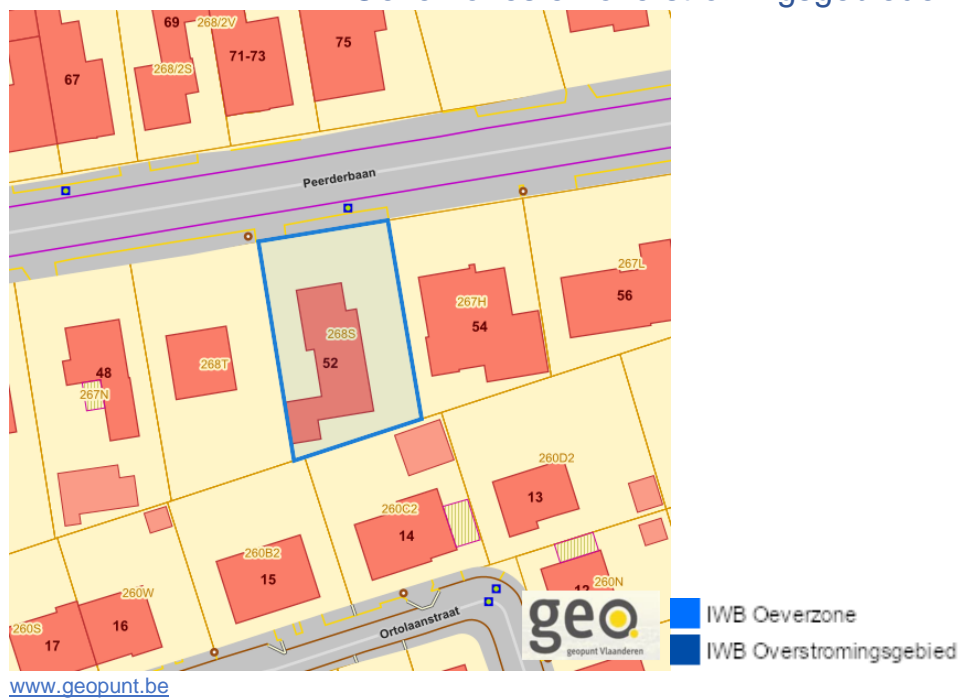 69
268/2V
71-73
75
268/2S
67
Peerderbaan
267L
56
267H
54
268S
52
268T
48
267N
260D2
13
260C2
14
260B2
15
260W
16
260S
17
260N
Ortolaanstraat
geo
geopunt Vlaanderen
IWB Oeverzone
IWB Overstromingsgebied
www.geopunt.be